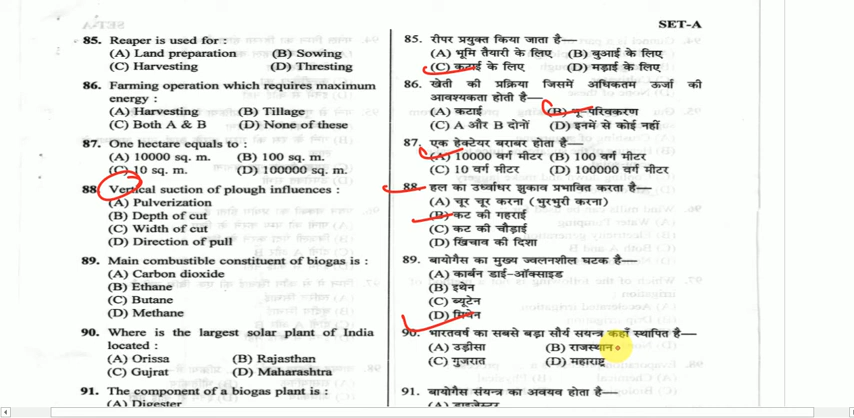 SET-A
85. Reaper is used for :
(A) Land preparation (B) Sowing
(C) Harvesting (D) Thresting
86. Farming operation which requires maximum
energy :
(A) Harvesting (B) Tillage
(C) Both A & B (D) None of these
87. One hectare equals to :
(A) 10000 sq. m. (B) 100 sq. m.
(C) 10 sq. m. (D) 100000 sq. m.
88. Vertical suction of plough influences :
(A) Pulverization
(B) Depth of cut
(C) Width of cut
(D) Direction of pull
89. Main combustible constituent of biogas is :
(A) Carbon dioxide
(B) Ethane
(C) Butane
(D) Methane
90. Where is the largest solar plant of India
located :
(A) Orissa (B) Rajasthan
(C) Gujrat (D) Maharashtra
91. The component of a biogas plant is :
(A) Digester
85. रीपर प्रयुक्त किया जाता है—
(A) भूमि तैयारी के लिए (B) बुआई के लिए
(C) कटाई के लिए (D) मड़ाई के लिए
86. खेती की प्रक्रिया जिसमें अधिकतम ऊर्जा की
आवश्यकता होती है—
(A) कटाई (B) भू-परिष्करण
(C) A और B दोनों (D) इनमें से कोई नहीं
87. एक हेक्टेयर बराबर होता है—
(A) 10000 वर्ग मीटर (B) 100 वर्ग मीटर
(C) 10 वर्ग मीटर (D) 100000 वर्ग मीटर
88. हल का उर्ध्वाधर झुकाव प्रभावित करता है—
(A) चूर चूर करना (भुरभुरी करना)
(B) कट की गहराई
(C) कट की चौड़ाई
(D) खिचाव की दिशा
89. बायोगैस का मुख्य ज्वलनशील घटक है—
(A) कार्बन डाई-ऑक्साइड
(B) इथेन
(C) ब्यूटेन
(D) मिथेन
90. भारतवर्ष का सबसे बड़ा सौर्य सयन्त्र कहाँ स्थापित है—
(A) उड़ीसा (B) राजस्थान
(C) गुजरात (D) महाराष्ट्र
91. बायोगैस संयन्त्र का अवयव होता है—
(A) डाइजेस्टर